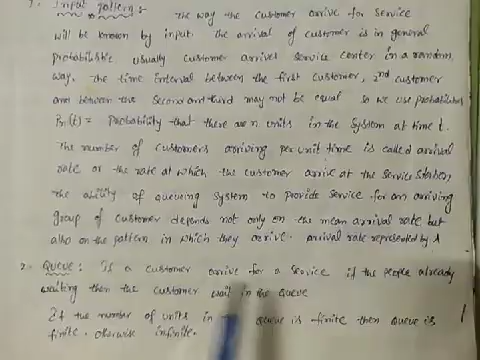 1. Input pattern :- The way the customer arrive for service
will be known by input. The arrival of customer is in general
probabilistic usually customer arrives service center in a random
way. The time interval between the first customer, 2nd customer
and between the second and third may not be equal so we use probabilities
Pn(t) = probability that there are n units in the system at time t.
The number of customers arriving per unit time is called arrival
rate or the rate at which the customer arrive at the service
the ability of queueing system to provide service for an arriving
group of customer depends not only on the mean arrival rate but
also on the pattern in which they arrive. arrival rate represented by λ
2. Queue : is a customer arrive for a service if the people already
waiting then the customer wait in the queue
If the number of units in queue is finite then queue is
finite. otherwise infinite.